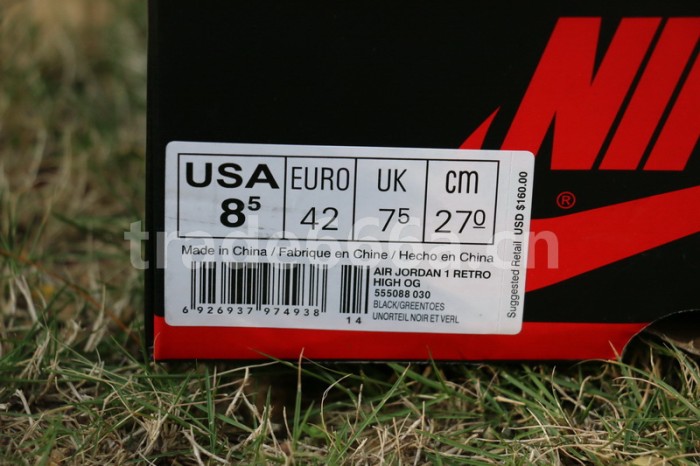 NIK
USA EURO UK cm
8⁵ 42 7⁵ 27⁰
Made in China / Fabrique en Chine / Hecho en China
AIR JORDAN 1 RETRO
HIGH OG
555088 030
BLACK/GREENTOES
UNORTEIL NOIR ET VERL
6 926937 974938
14
Suggested Retail USD $160.00
®